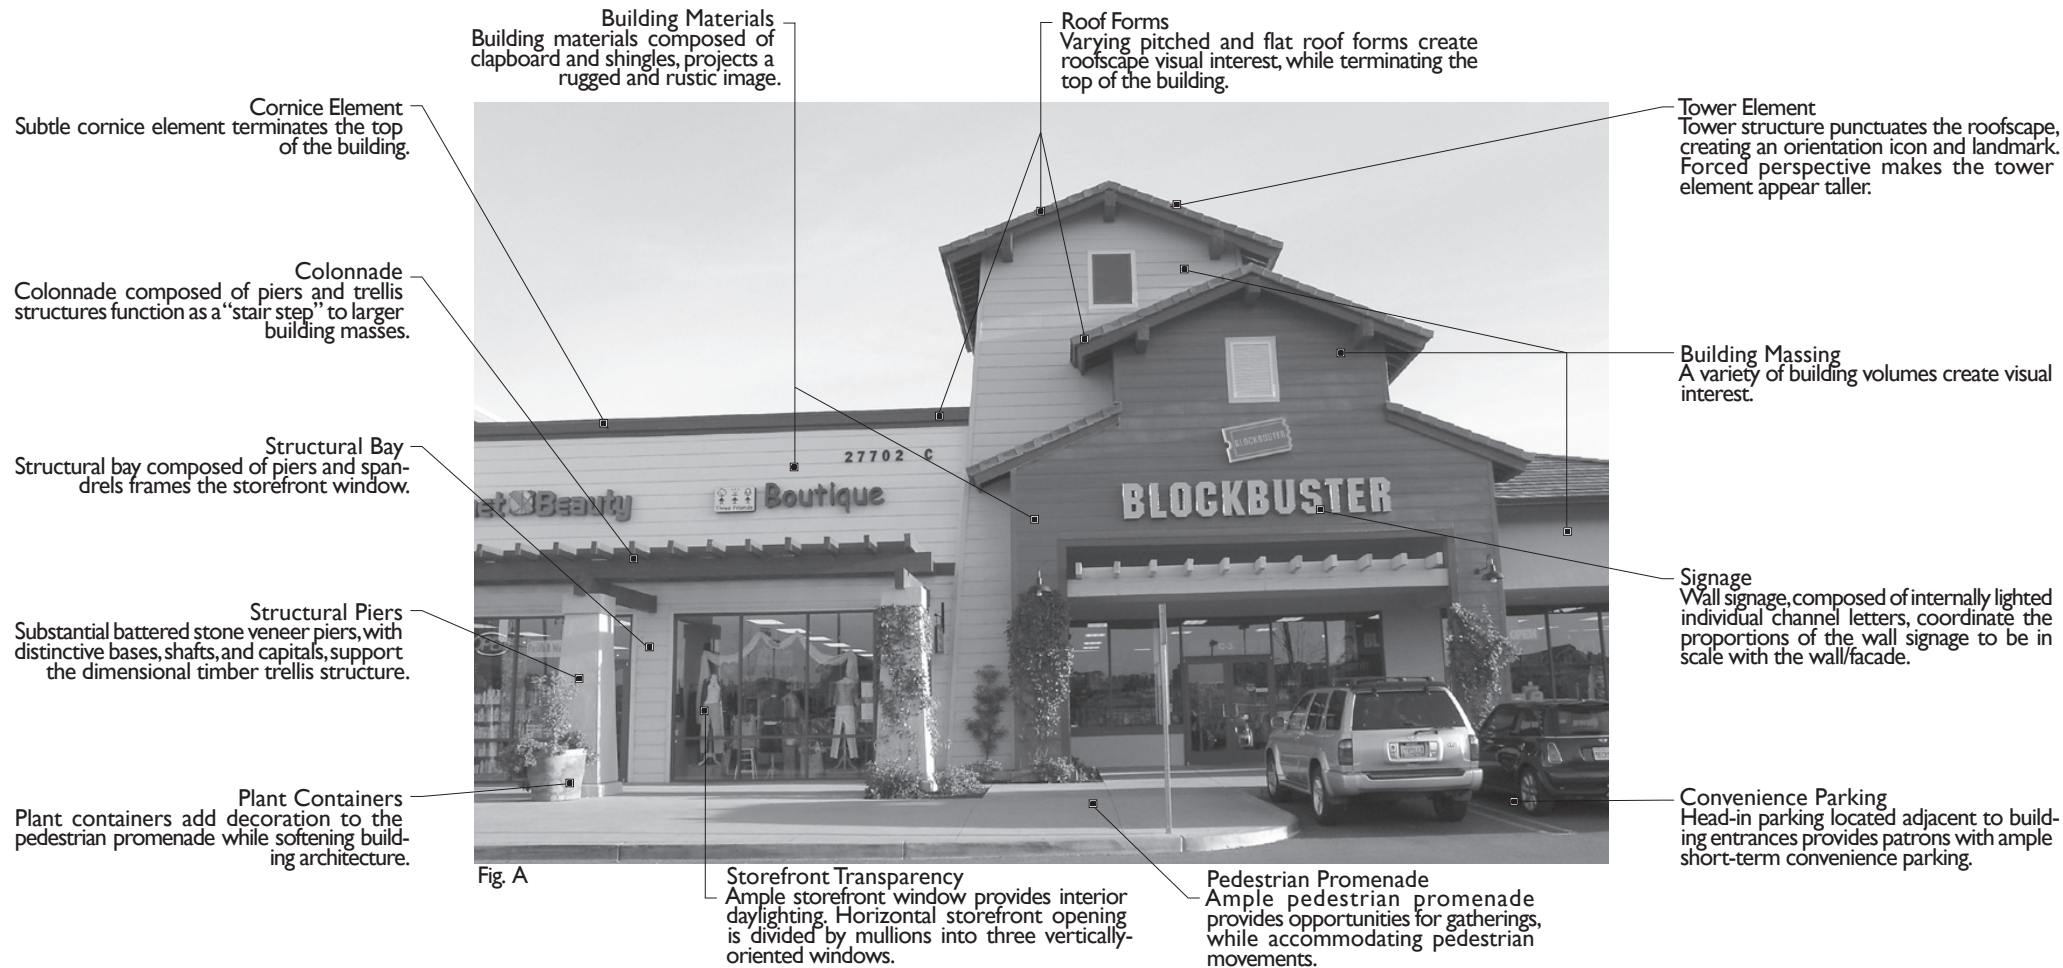 Building Materials
Building materials composed of
clapboard and shingles, projects a
rugged and rustic image.
Roof Forms
Varying pitched and flat roof forms create
roofscape visual interest, while terminating the
top of the building.
Cornice Element
Subtle cornice element terminates the top
of the building.
Tower Element
Tower structure punctuates the roofscape,
creating an orientation icon and landmark.
Forced perspective makes the tower
element appear taller.
Colonnade
Colonnade composed of piers and trellis
structures function as a “stair step” to larger
building masses.
Building Massing
A variety of building volumes create visual
interest.
Structural Bay
Structural bay composed of piers and span-
drels frames the storefront window.
27702 C
Beauty
Three Friends
Boutique
BLOCKBUSTER
BLOCKBUSTER
OPEN
Structural Piers
Substantial battered stone veneer piers, with
distinctive bases, shafts, and capitals, support
the dimensional timber trellis structure.
Signage
Wall signage, composed of internally lighted
individual channel letters, coordinate the
proportions of the wall signage to be in
scale with the wall/facade.
Plant Containers
Plant containers add decoration to the
pedestrian promenade while softening build-
ing architecture.
Convenience Parking
Head-in parking located adjacent to build-
ing entrances provides patrons with ample
short-term convenience parking.
Fig. A
Storefront Transparency
Ample storefront window provides interior
daylighting. Horizontal storefront opening
is divided by mullions into three vertically-
oriented windows.
Pedestrian Promenade
Ample pedestrian promenade
provides opportunities for gatherings,
while accommodating pedestrian
movements.